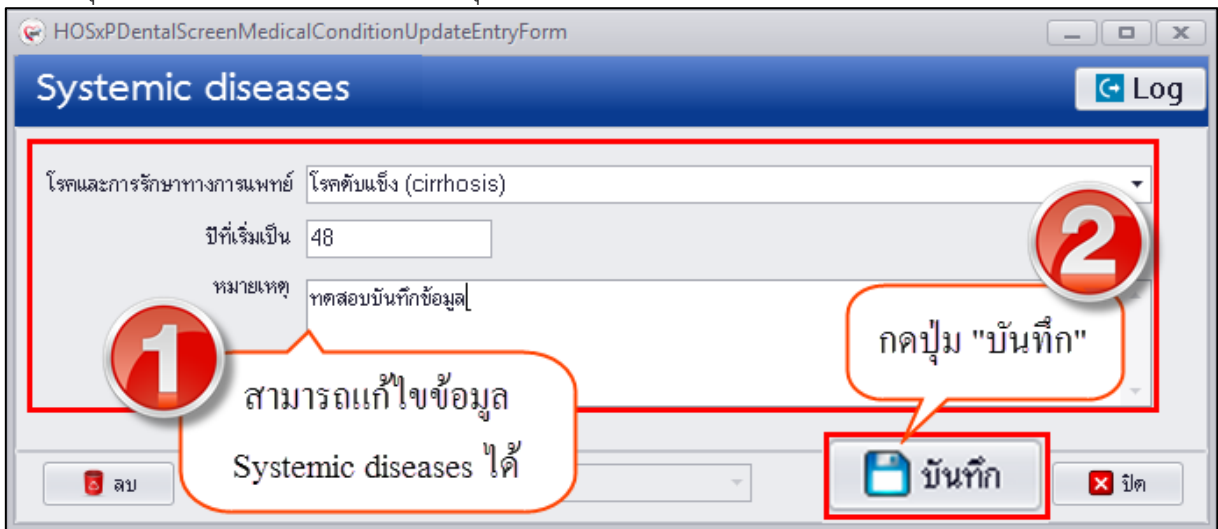 HOSxPDentalScreenMedicalConditionUpdateEntryForm
Systemic diseases
Log
โรคและการรักษาทางการแพทย์ โรคตับแข็ง (cirrhosis)
ปีที่เริ่มเป็น 48
หมายเหตุ ทดสอบบันทึกข้อมูล
1
สามารถแก้ไขข้อมูล
Systemic diseases ได้
2
กดปุ่ม "บันทึก"
ลบ
บันทึก
ปิด